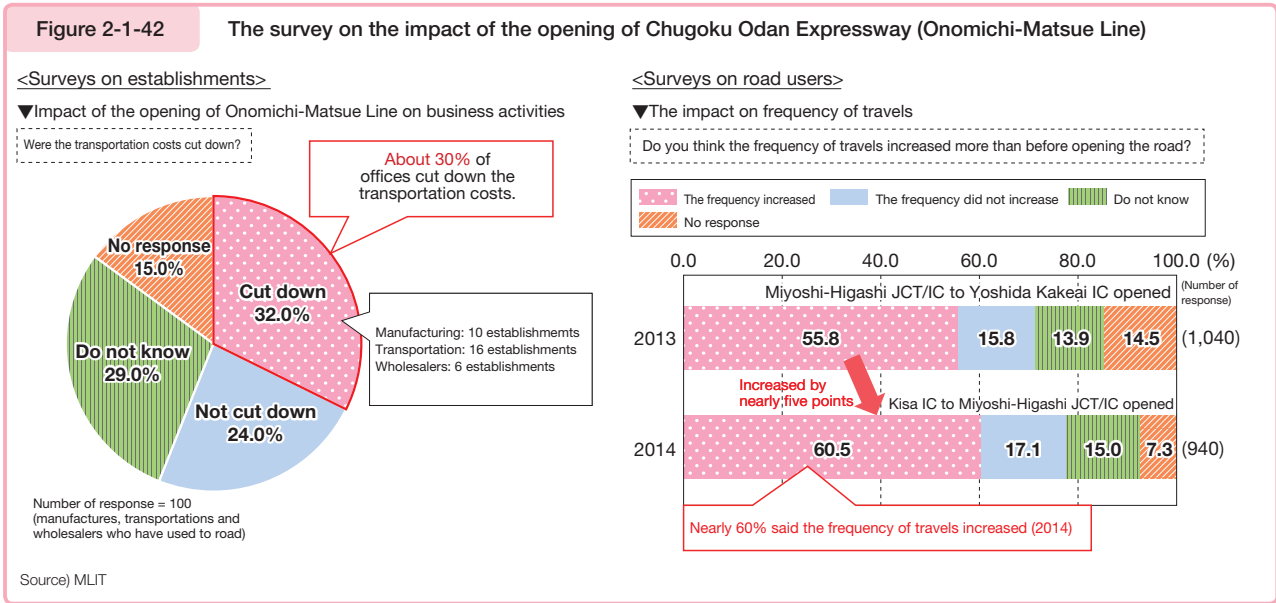 Figure 2-1-42
The survey on the impact of the opening of Chugoku Odan Expressway (Onomichi-Matsue Line)
<Surveys on establishments>
▼Impact of the opening of Onomichi-Matsue Line on business activities
Were the transportation costs cut down?
About 30% of
offices cut down the
transportation costs.
No response
15.0%
Cut down
32.0%
Do not know
29.0%
Not cut down
24.0%
Manufacturing: 10 establishmemts
Transportation: 16 establishments
Wholesalers: 6 establishments
Number of response = 100
(manufactures, transportations and
wholesalers who have used to road)
<Surveys on road users>
▼The impact on frequency of travels
Do you think the frequency of travels increased more than before opening the road?
The frequency increased
The frequency did not increase
Do not know
No response
0.0 20.0 40.0 60.0 80.0 100.0 (%)
(Number of
response)
Miyoshi-Higashi JCT/IC to Yoshida Kakeai IC opened
2013 55.8 15.8 13.9 14.5 (1,040)
Increased by
nearly five points
Kisa IC to Miyoshi-Higashi JCT/IC opened
2014 60.5 17.1 15.0 7.3 (940)
Nearly 60% said the frequency of travels increased (2014)
Source) MLIT